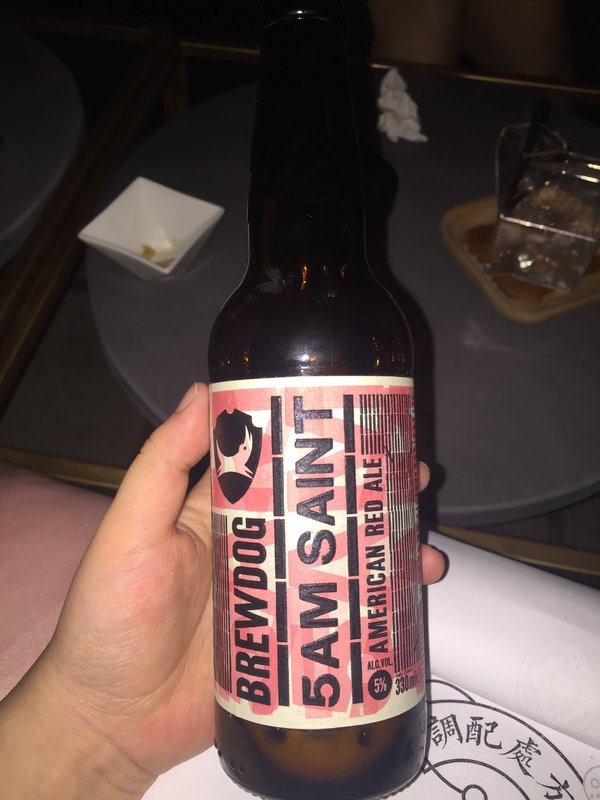 BREWDOG
5AM SAINT
AMERICAN RED ALE
ALC. VOL.
5%
330ml
調配處方